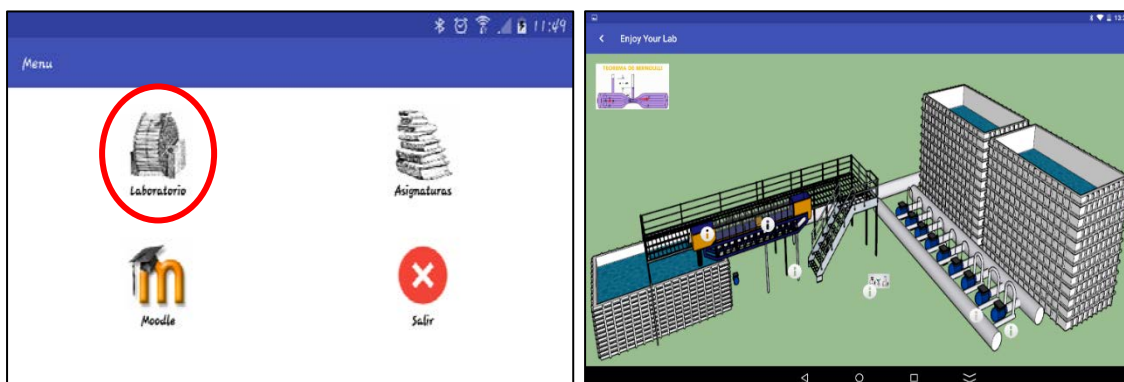 11:49
Menu
Laboratorio
Asignaturas
Moodle
Salir
Enjoy Your Lab
TEOREMA DE BERNOULLI